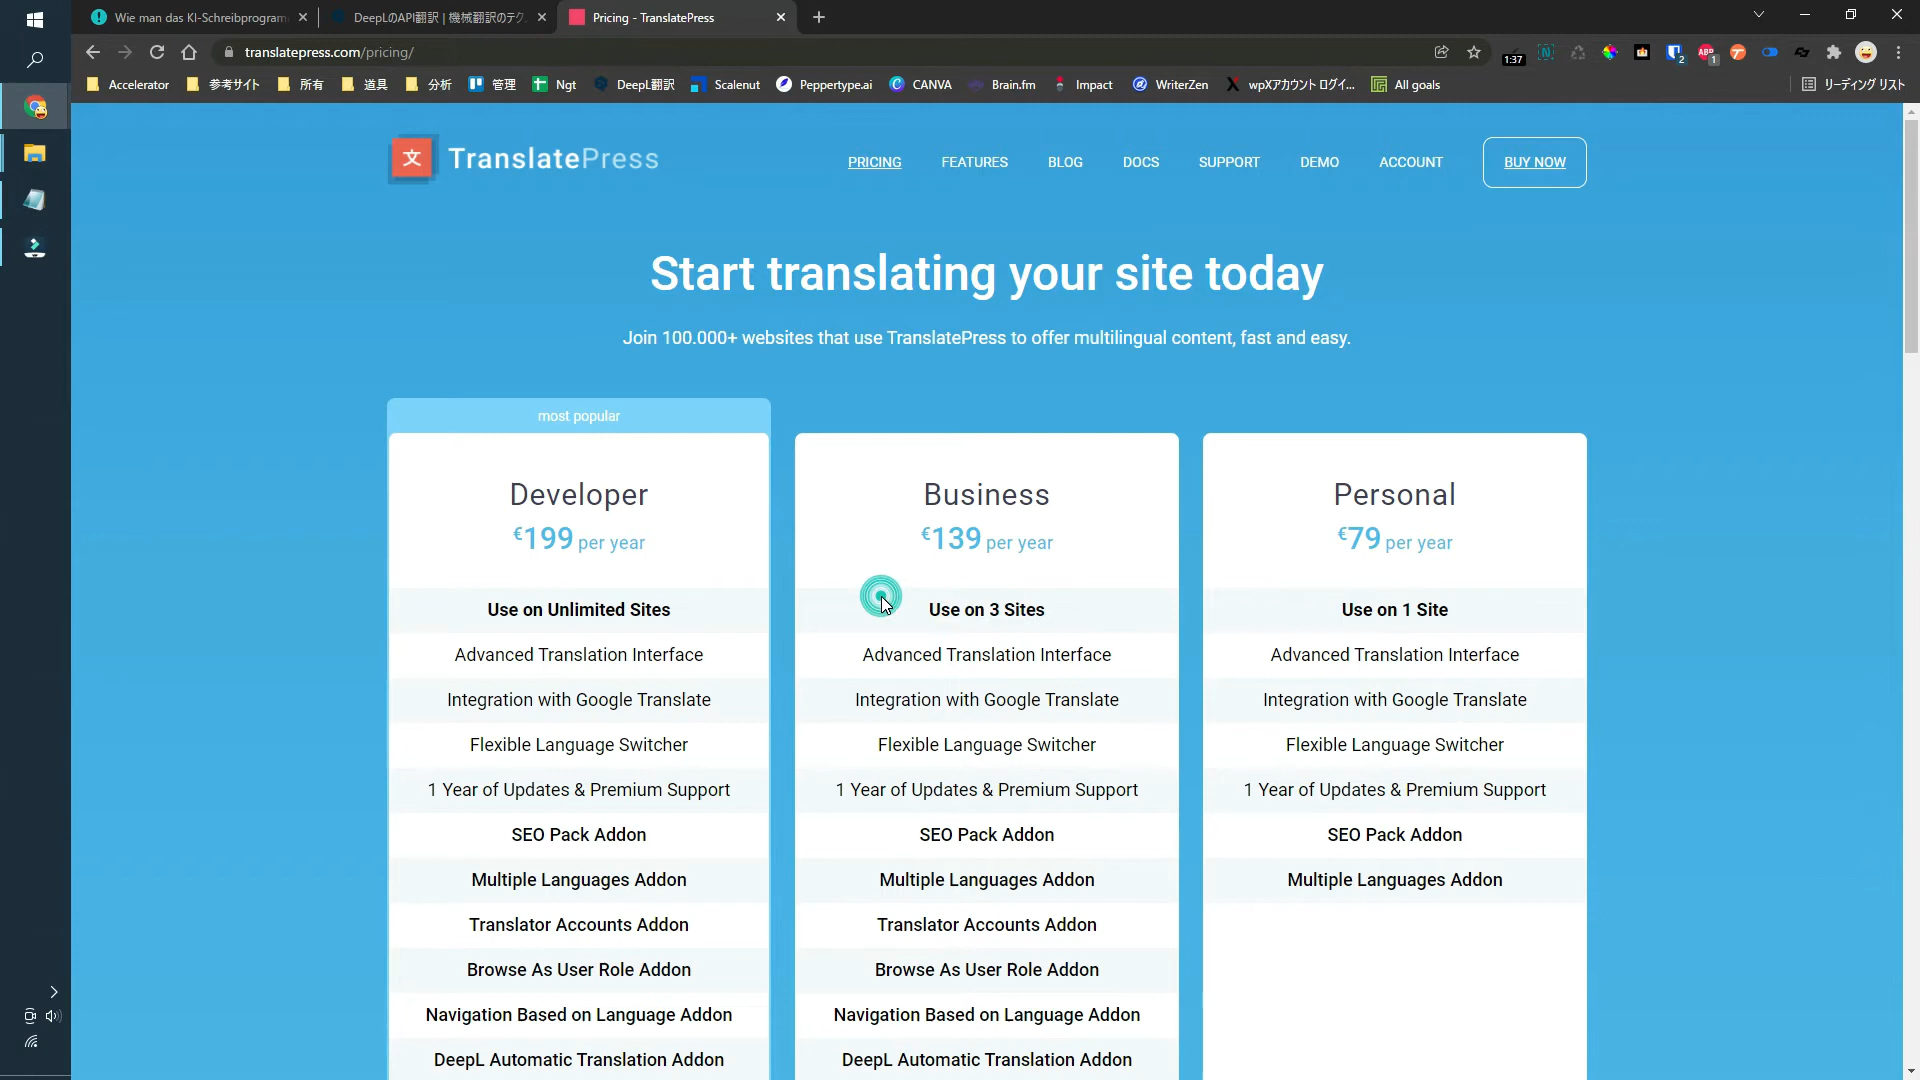 Wie man das KI-Schreibprogram
DeepLのAPI翻訳 | 機械翻訳のテク
Pricing - TranslatePress
translatepress.com/pricing/
1:37
2
ABP
1
Accelerator
参考サイト
所有
道具
分析
管理
Ngt
DeepL翻訳
Scalenut
Peppertype.ai
CANVA
Brain.fm
Impact
WriterZen
wpXアカウント ログイ...
All goals
リーディング リスト
文 TranslatePress
PRICING
FEATURES
BLOG
DOCS
SUPPORT
DEMO
ACCOUNT
BUY NOW
Start translating your site today
Join 100.000+ websites that use TranslatePress to offer multilingual content, fast and easy.
most popular
Developer
€199 per year
Use on Unlimited Sites
Advanced Translation Interface
Integration with Google Translate
Flexible Language Switcher
1 Year of Updates & Premium Support
SEO Pack Addon
Multiple Languages Addon
Translator Accounts Addon
Browse As User Role Addon
Navigation Based on Language Addon
DeepL Automatic Translation Addon
Business
€139 per year
Use on 3 Sites
Advanced Translation Interface
Integration with Google Translate
Flexible Language Switcher
1 Year of Updates & Premium Support
SEO Pack Addon
Multiple Languages Addon
Translator Accounts Addon
Browse As User Role Addon
Navigation Based on Language Addon
DeepL Automatic Translation Addon
Personal
€79 per year
Use on 1 Site
Advanced Translation Interface
Integration with Google Translate
Flexible Language Switcher
1 Year of Updates & Premium Support
SEO Pack Addon
Multiple Languages Addon